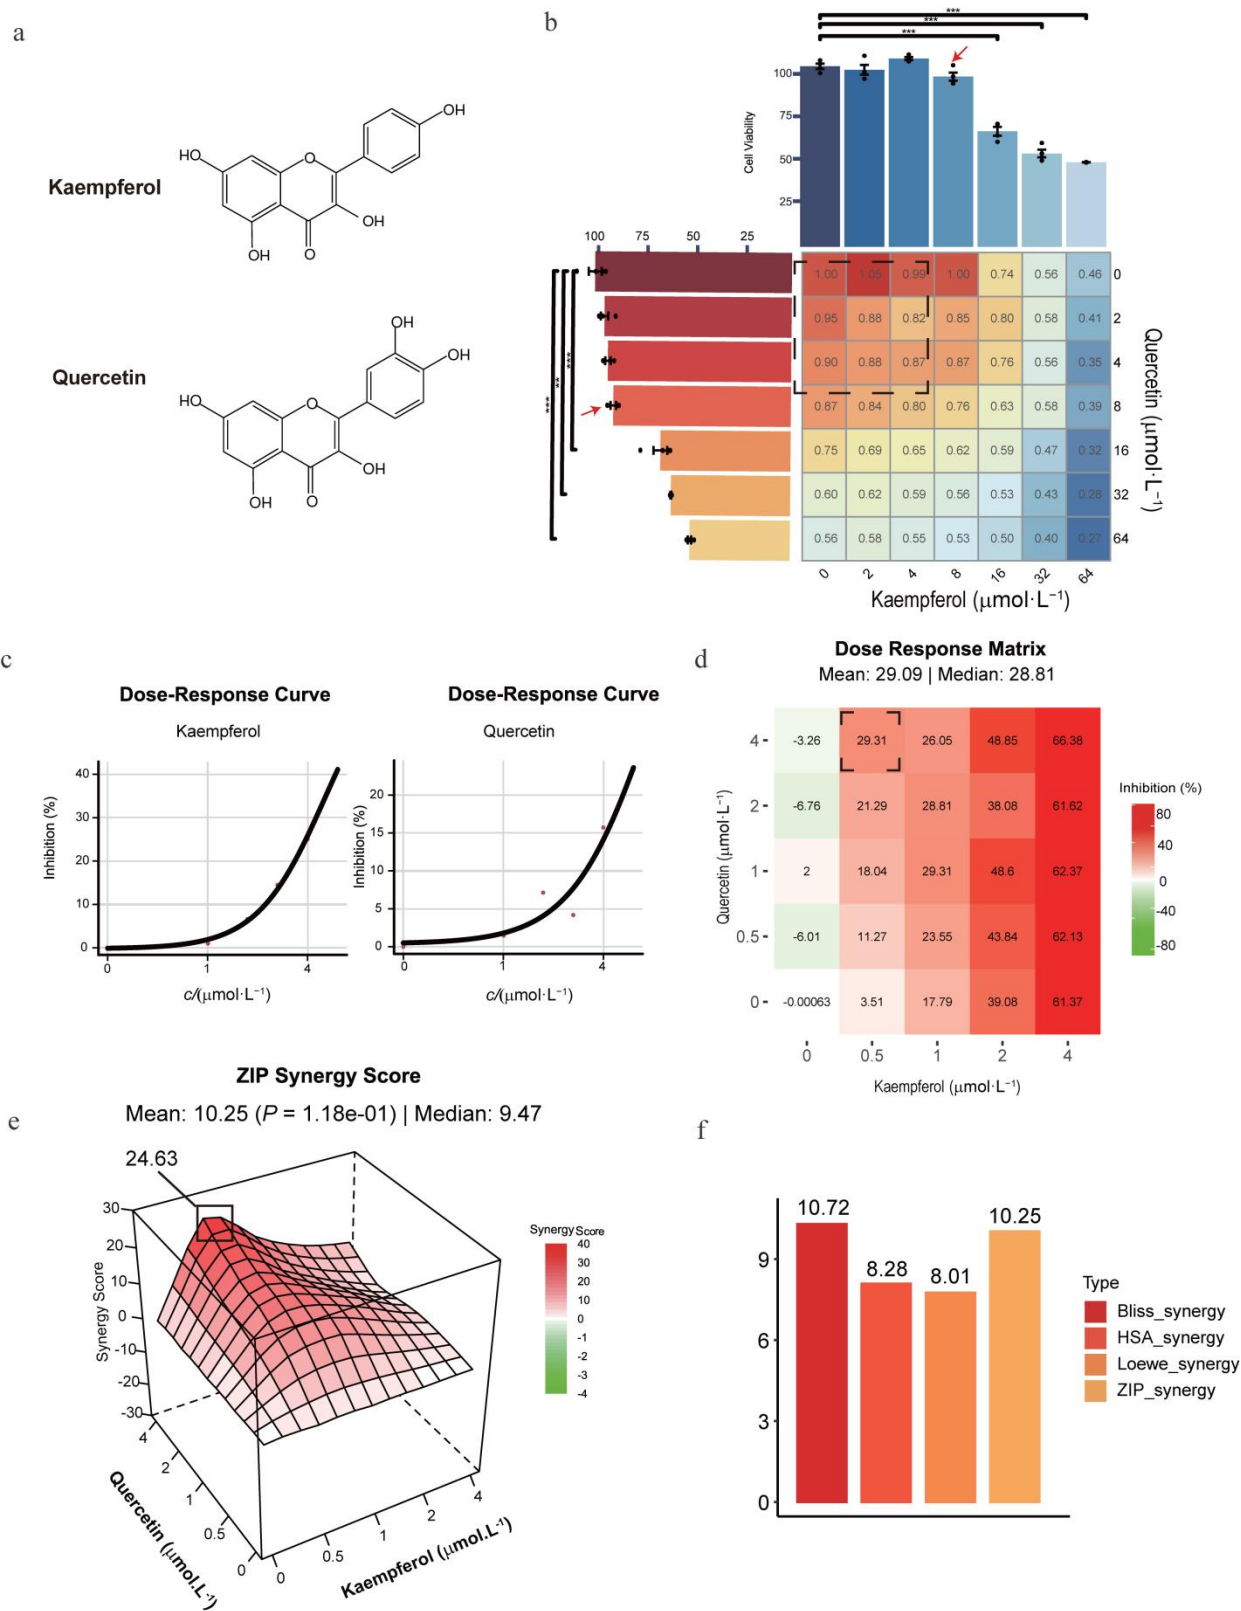 a
Kaempferol
HO
O
OH
OH
O
OH
Quercetin
HO
O
OH
OH
OH
O
OH
b
***
***
***
Cell Viability
100
75
50
25
100 75 50 25
***
**
***
1.00 1.05 0.99 1.00 0.74 0.56 0.46 0
0.95 0.88 0.82 0.85 0.80 0.58 0.41 2
0.90 0.88 0.87 0.87 0.76 0.56 0.35 4
0.87 0.84 0.80 0.76 0.63 0.58 0.39 8
0.75 0.69 0.65 0.62 0.59 0.47 0.32 16
0.60 0.62 0.59 0.56 0.53 0.43 0.28 32
0.56 0.58 0.55 0.53 0.50 0.40 0.27 64
0 2 4 8 16 32 64
Kaempferol (μmol·L⁻¹)
Quercetin (μmol·L⁻¹)
c
Dose-Response Curve
Kaempferol
Inhibition (%)
40
30
20
10
0
0 1 4
c/(μmol·L⁻¹)
Dose-Response Curve
Quercetin
Inhibition (%)
20
15
10
5
0
0 1 4
c/(μmol·L⁻¹)
d
Dose Response Matrix
Mean: 29.09 | Median: 28.81
Quercetin (μmol·L⁻¹)
4 -3.26 29.31 26.05 48.85 66.38
2 -6.76 21.29 28.81 38.08 61.62
1 2 18.04 29.31 48.6 62.37
0.5 -6.01 11.27 23.55 43.84 62.13
0 -0.00063 3.51 17.79 39.08 61.37
0 0.5 1 2 4
Kaempferol (μmol·L⁻¹)
Inhibition (%)
80
40
0
-40
-80
e
ZIP Synergy Score
Mean: 10.25 (P = 1.18e-01) | Median: 9.47
24.63
Synergy Score
30
20
10
0
-10
-20
-30
4
2
1
0.5
0
Quercetin (μmol.L⁻¹)
0
0.5
1
2
4
Kaempferol (μmol.L⁻¹)
Synergy Score
40
30
20
10
0
-1
-2
-3
-4
f
10.72 8.28 8.01 10.25
9
6
3
0
Type
Bliss_synergy
HSA_synergy
Loewe_synergy
ZIP_synergy